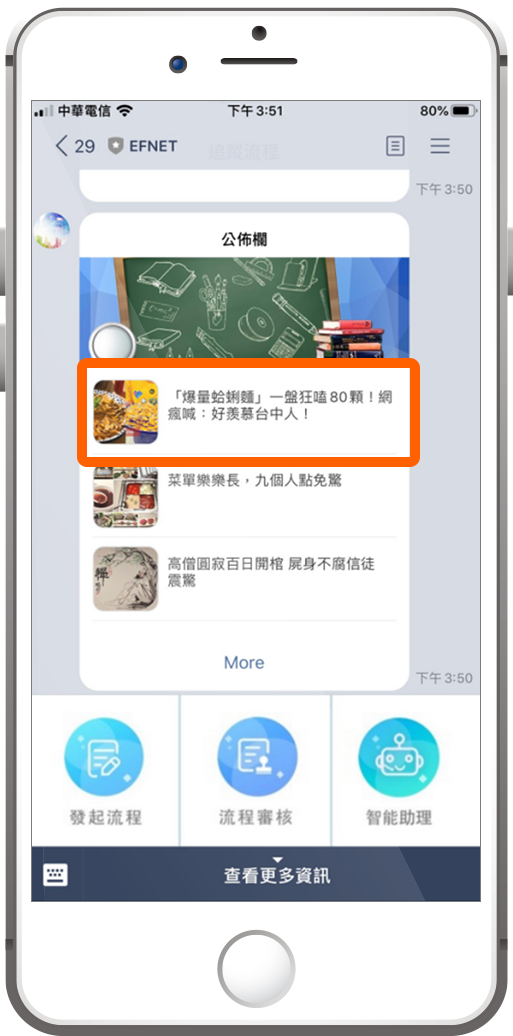 中華電信 下午3:51 80%
29 EFNET
追蹤流程
下午3:50
公佈欄
「爆量蛤蜊麵」一盤狂嗑80顆！網
瘋喊：好羨慕台中人！
菜單樂樂長，九個人點免驚
禪
高僧圓寂百日開棺 屍身不腐信徒
震驚
More
下午3:50
發起流程 流程審核 智能助理
查看更多資訊